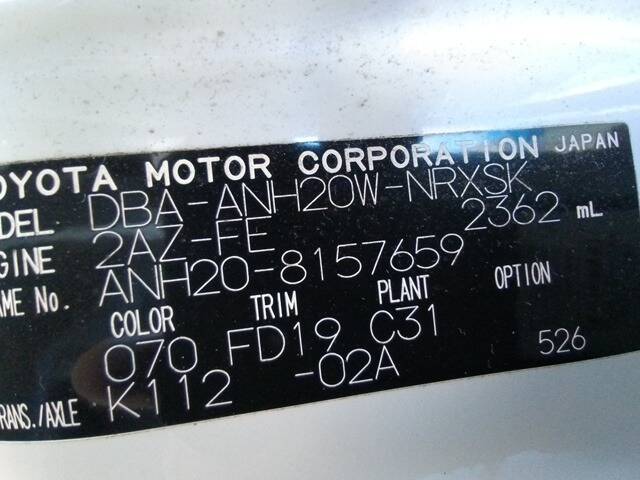 OYOTA MOTOR CORPORATION JAPAN
DEL DBA-ANH20W-NRXSK
GINE 2AZ-FE 2362 mL
AME No. ANH20-8157659
COLOR TRIM PLANT OPTION
070 FD19 C31 526
RANS./AXLE K112 -02A